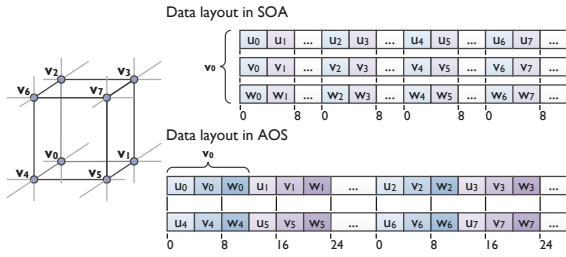 Data layout in SOA
v2 v3
v6 v7
v0 v1
v4 v5
v0
u0 u1 ... u2 u3 ... u4 u5 ... u6 u7 ...
v0 v1 ... v2 v3 ... v4 v5 ... v6 v7 ...
w0 w1 ... w2 w3 ... w4 w5 ... w6 w7 ...
0 8 0 8 0 8 0 8
Data layout in AOS
v0
u0 v0 w0 u1 v1 w1 ... u2 v2 w2 u3 v3 w3 ...
u4 v4 w4 u5 v5 w5 ... u6 v6 w6 u7 v7 w7 ...
0 8 16 24 0 8 16 24